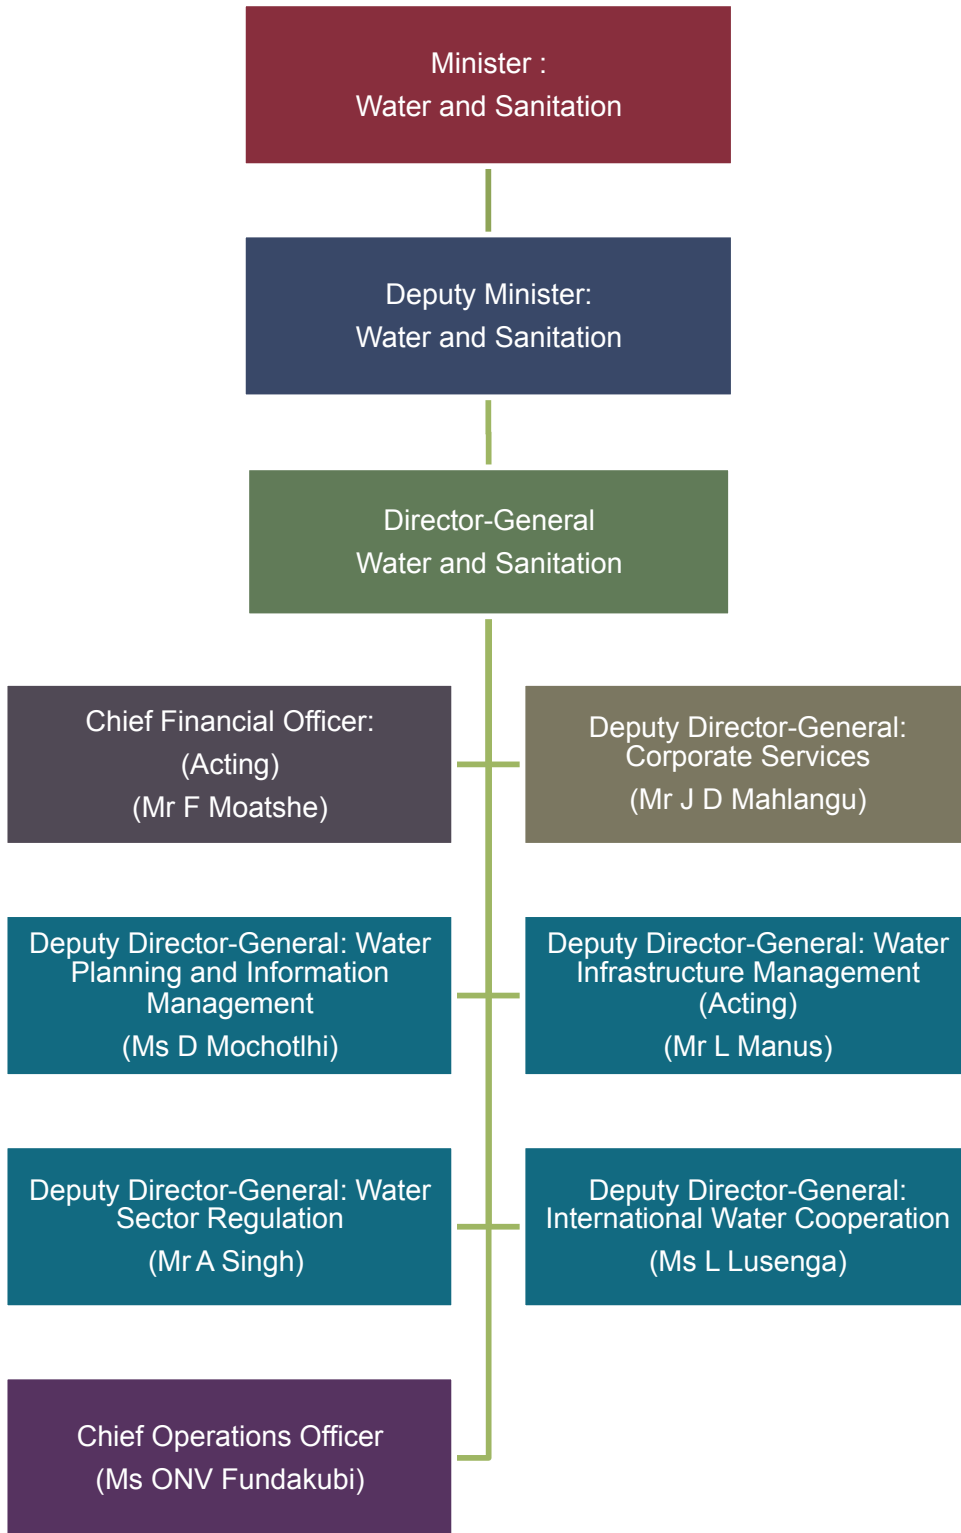 Minister :
Water and Sanitation
Deputy Minister:
Water and Sanitation
Director-General
Water and Sanitation
Chief Financial Officer:
(Acting)
(Mr F Moatshe)
Deputy Director-General:
Corporate Services
(Mr J D Mahlangu)
Deputy Director-General: Water
Planning and Information
Management
(Ms D Mochotlhi)
Deputy Director-General: Water
Infrastructure Management
(Acting)
(Mr L Manus)
Deputy Director-General: Water
Sector Regulation
(Mr A Singh)
Deputy Director-General:
International Water Cooperation
(Ms L Lusenga)
Chief Operations Officer
(Ms ONV Fundakubi)